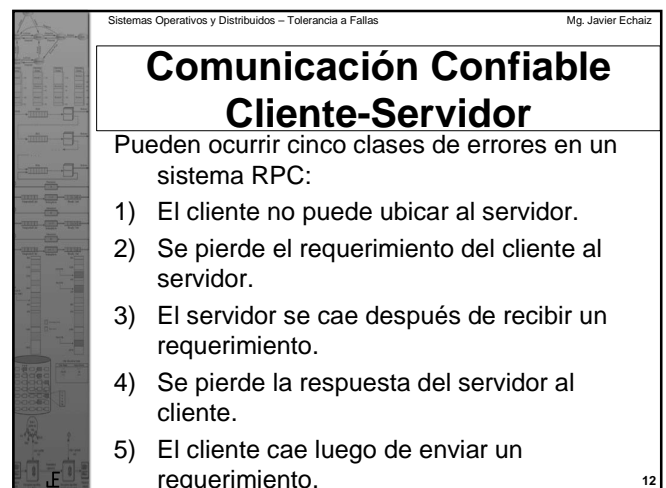 Sistemas Operativos y Distribuidos – Tolerancia a Fallas Mg. Javier Echaiz
Comunicación Confiable
Cliente-Servidor
Pueden ocurrir cinco clases de errores en un
sistema RPC:
1) El cliente no puede ubicar al servidor.
2) Se pierde el requerimiento del cliente al
servidor.
3) El servidor se cae después de recibir un
requerimiento.
4) Se pierde la respuesta del servidor al
cliente.
5) El cliente cae luego de enviar un
requerimiento.
JE
12